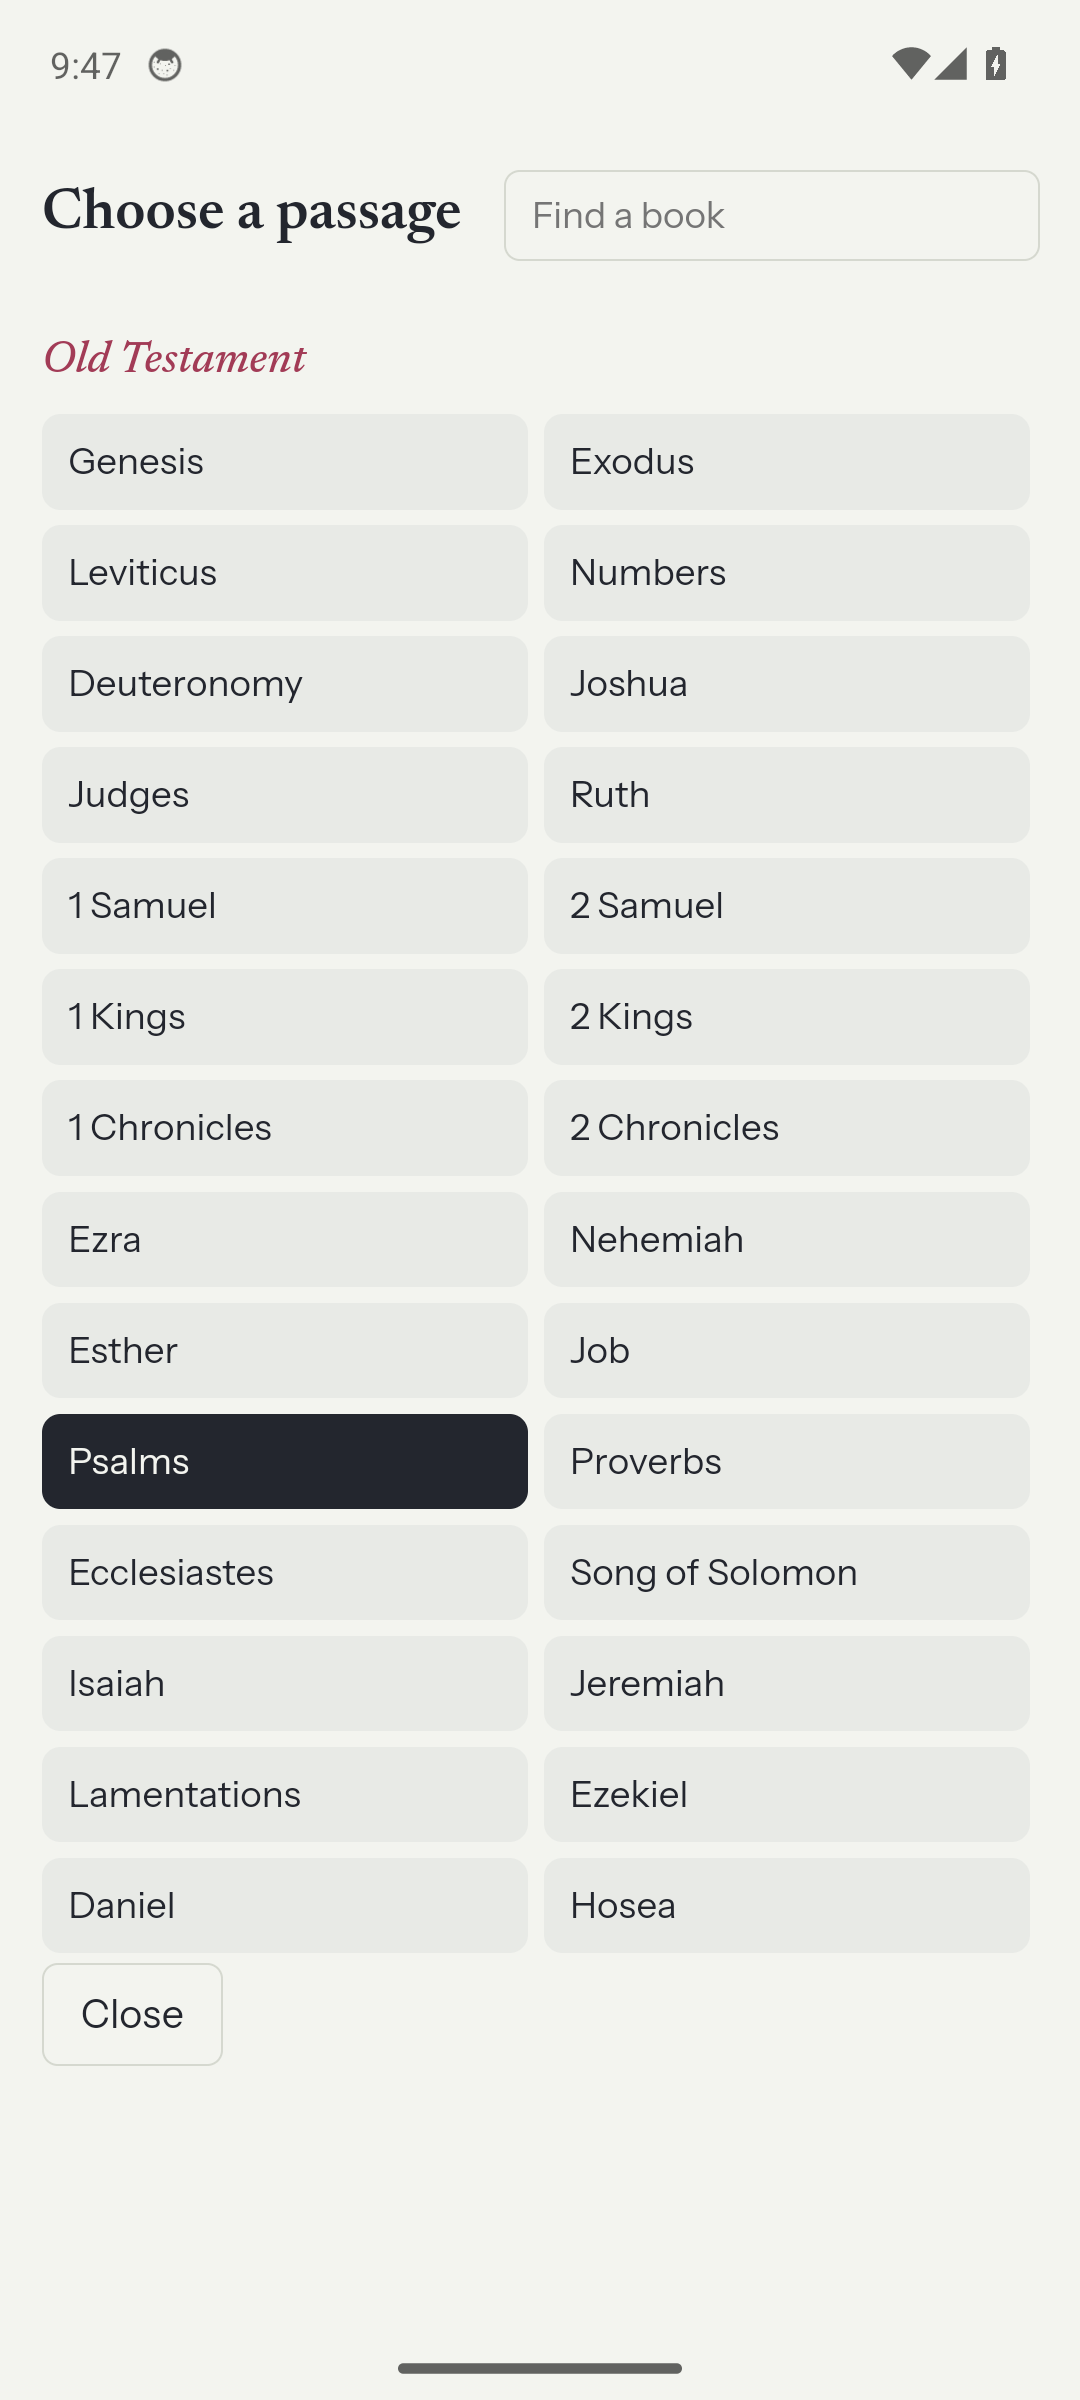 9:47
Choose a passage
Find a book
Old Testament
Genesis
Exodus
Leviticus
Numbers
Deuteronomy
Joshua
Judges
Ruth
1 Samuel
2 Samuel
1 Kings
2 Kings
1 Chronicles
2 Chronicles
Ezra
Nehemiah
Esther
Job
Psalms
Proverbs
Ecclesiastes
Song of Solomon
Isaiah
Jeremiah
Lamentations
Ezekiel
Daniel
Hosea
Close